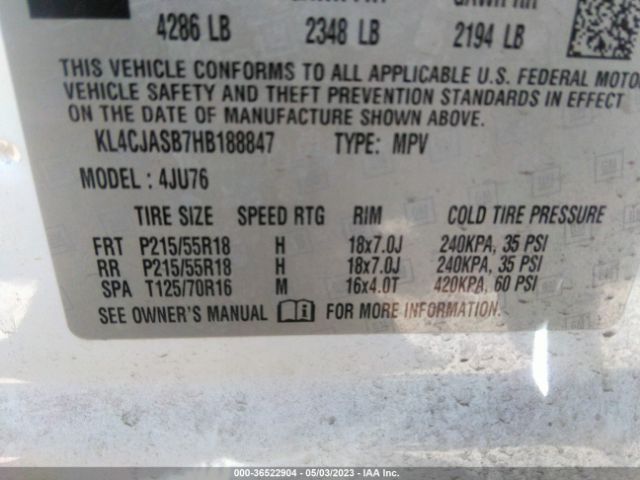 4286 LB 2348 LB 2194 LB
THIS VEHICLE CONFORMS TO ALL APPLICABLE U.S. FEDERAL MOTOR
VEHICLE SAFETY AND THEFT PREVENTION STANDARDS IN EFFECT
ON THE DATE OF MANUFACTURE SHOWN ABOVE.
KL4CJASB7HB188847 TYPE: MPV
MODEL: 4JU76
TIRE SIZE SPEED RTG RIM COLD TIRE PRESSURE
FRT P215/55R18 H 18x7.0J 240KPA, 35 PSI
RR P215/55R18 H 18x7.0J 240KPA, 35 PSI
SPA T125/70R16 M 16x4.0T 420KPA, 60 PSI
SEE OWNER'S MANUAL FOR MORE INFORMATION.
000-36522904 - 05/03/2023 - IAA Inc.